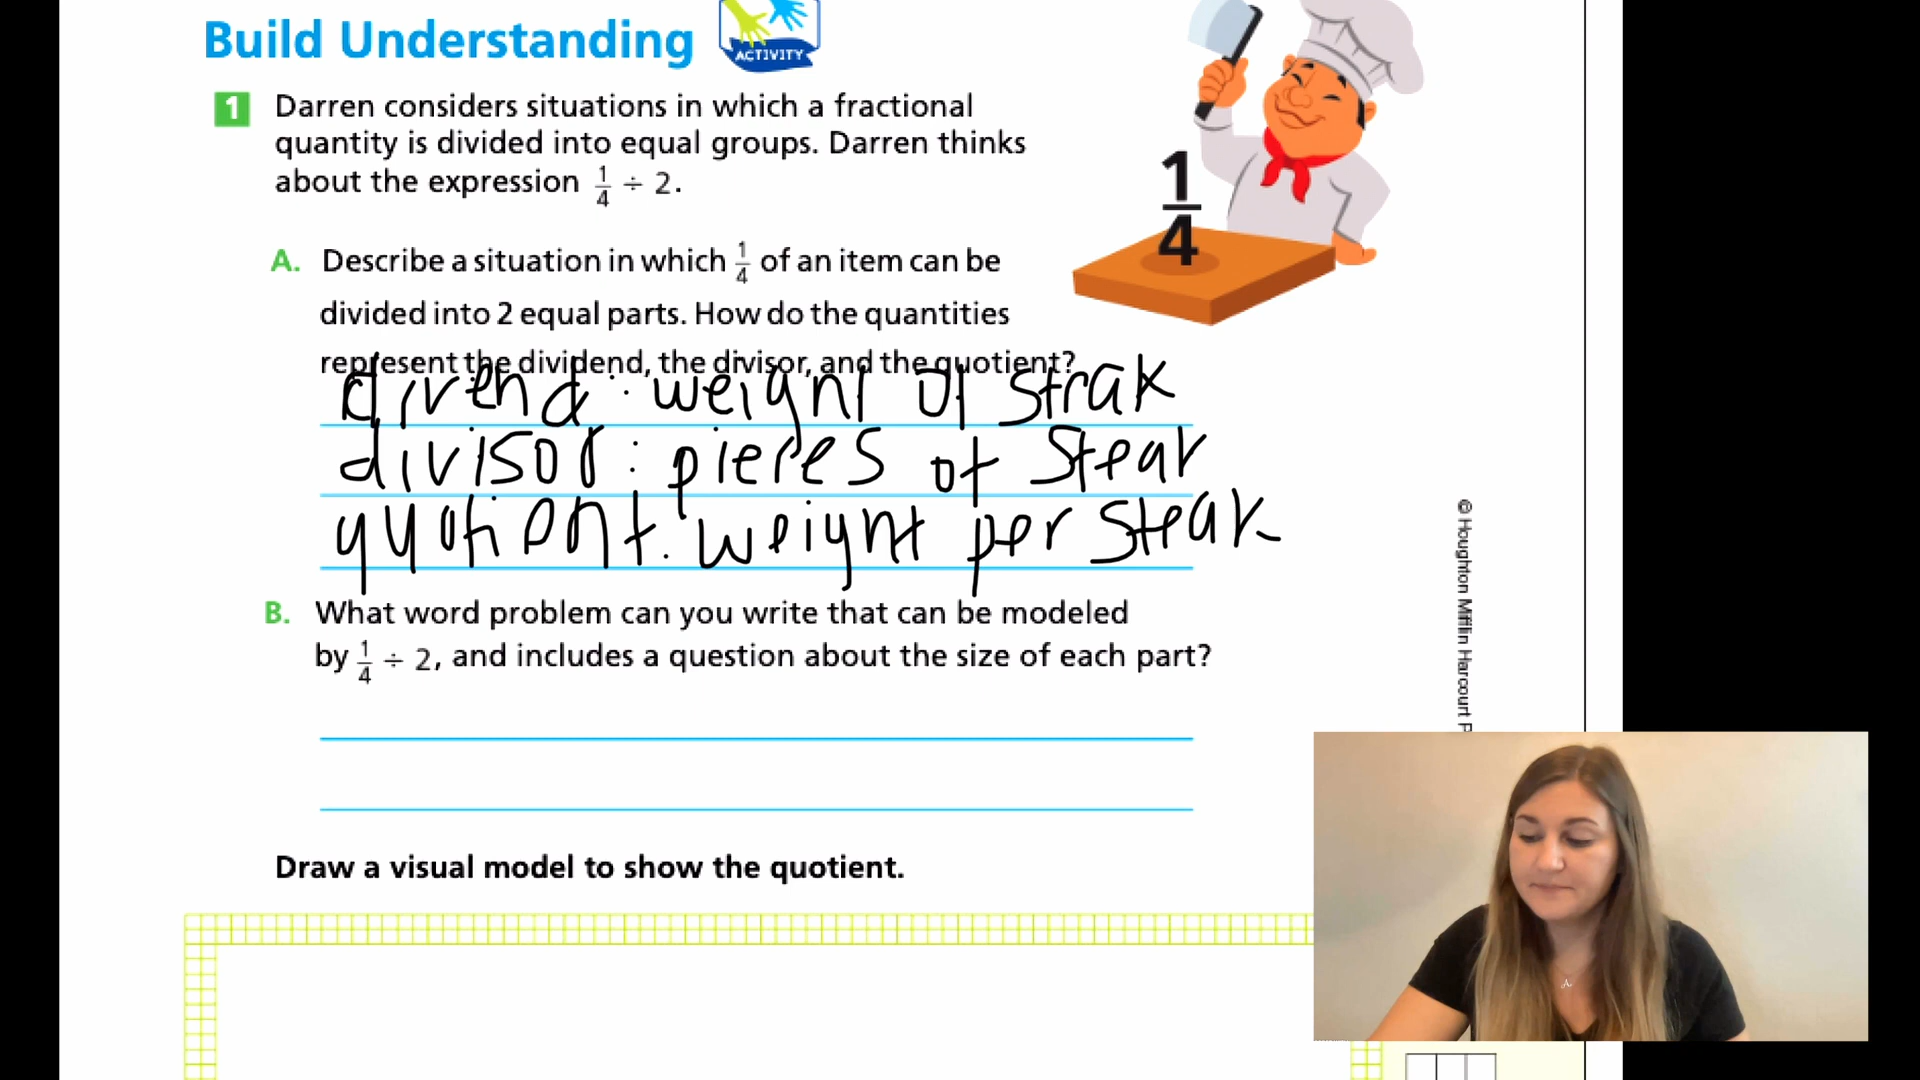 Build Understanding
ACTIVITY
1 Darren considers situations in which a fractional
quantity is divided into equal groups. Darren thinks
about the expression 1/4 ÷ 2.
1/4
A. Describe a situation in which 1/4 of an item can be
divided into 2 equal parts. How do the quantities
represent the dividend, the divisor, and the quotient?
divend: weight of strak
divisor: pieces of steak
quotient: weight per steak
B. What word problem can you write that can be modeled
by 1/4 ÷ 2, and includes a question about the size of each part?
Draw a visual model to show the quotient.
© Houghton Mifflin Harcourt P